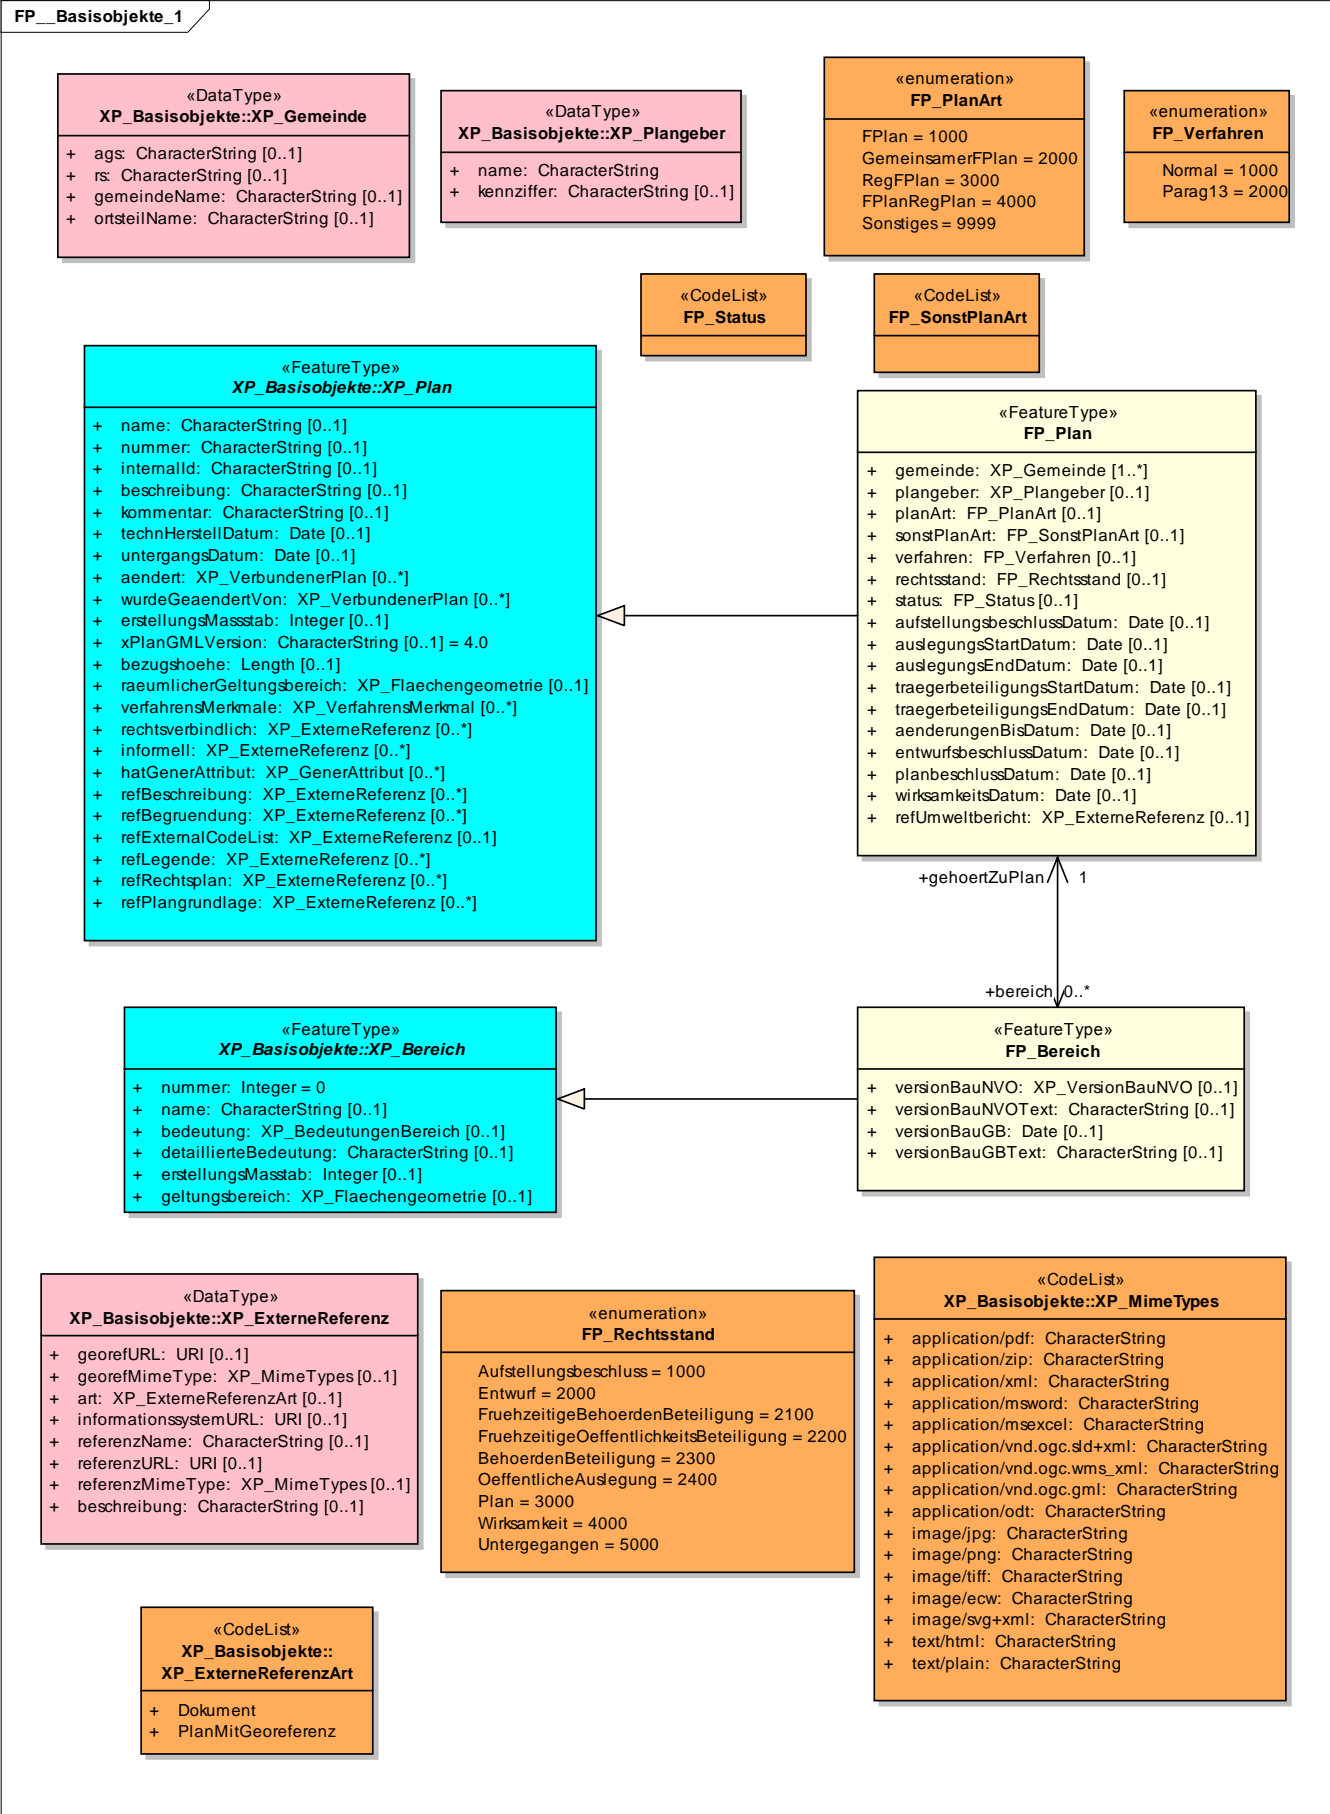 FP__Basisobjekte_1
«DataType»
XP_Basisobjekte::XP_Gemeinde
+ ags: CharacterString [0..1]
+ rs: CharacterString [0..1]
+ gemeindeName: CharacterString [0..1]
+ ortsteilName: CharacterString [0..1]
«DataType»
XP_Basisobjekte::XP_Plangeber
+ name: CharacterString
+ kennziffer: CharacterString [0..1]
«enumeration»
FP_PlanArt
FPlan = 1000
GemeinsamerFPlan = 2000
RegFPlan = 3000
FPlanRegPlan = 4000
Sonstiges = 9999
«enumeration»
FP_Verfahren
Normal = 1000
Parag13 = 2000
«CodeList»
FP_Status
«CodeList»
FP_SonstPlanArt
«FeatureType»
XP_Basisobjekte::XP_Plan
+ name: CharacterString [0..1]
+ nummer: CharacterString [0..1]
+ internalId: CharacterString [0..1]
+ beschreibung: CharacterString [0..1]
+ kommentar: CharacterString [0..1]
+ technHerstellDatum: Date [0..1]
+ untergangsDatum: Date [0..1]
+ aendert: XP_VerbundenerPlan [0..*]
+ wurdeGeaendertVon: XP_VerbundenerPlan [0..*]
+ erstellungsMassstab: Integer [0..1]
+ xPlanGMLVersion: CharacterString [0..1] = 4.0
+ bezugshoehe: Length [0..1]
+ raeumlicherGeltungsbereich: XP_Flaechengeometrie [0..1]
+ verfahrensMerkmale: XP_VerfahrensMerkmal [0..*]
+ rechtsverbindlich: XP_ExterneReferenz [0..*]
+ informell: XP_ExterneReferenz [0..*]
+ hatGenerAttribut: XP_GenerAttribut [0..*]
+ refBeschreibung: XP_ExterneReferenz [0..*]
+ refBegruendung: XP_ExterneReferenz [0..*]
+ refExternalCodeList: XP_ExterneReferenz [0..1]
+ refLegende: XP_ExterneReferenz [0..*]
+ refRechtsplan: XP_ExterneReferenz [0..*]
+ refPlangrundlage: XP_ExterneReferenz [0..*]
«FeatureType»
FP_Plan
+ gemeinde: XP_Gemeinde [1..*]
+ plangeber: XP_Plangeber [0..1]
+ planArt: FP_PlanArt [0..1]
+ sonstPlanArt: FP_SonstPlanArt [0..1]
+ verfahren: FP_Verfahren [0..1]
+ rechtsstand: FP_Rechtsstand [0..1]
+ status: FP_Status [0..1]
+ aufstellungsbeschlussDatum: Date [0..1]
+ auslegungsStartDatum: Date [0..1]
+ auslegungsEndDatum: Date [0..1]
+ traegerbeteiligungsStartDatum: Date [0..1]
+ traegerbeteiligungsEndDatum: Date [0..1]
+ aenderungenBisDatum: Date [0..1]
+ entwurfsbeschlussDatum: Date [0..1]
+ planbeschlussDatum: Date [0..1]
+ wirksamkeitsDatum: Date [0..1]
+ refUmweltbericht: XP_ExterneReferenz [0..1]
+gehoertZuPlan 1
+bereich 0..*
«FeatureType»
XP_Basisobjekte::XP_Bereich
+ nummer: Integer = 0
+ name: CharacterString [0..1]
+ bedeutung: XP_BedeutungenBereich [0..1]
+ detaillierteBedeutung: CharacterString [0..1]
+ erstellungsMasstab: Integer [0..1]
+ geltungsbereich: XP_Flaechengeometrie [0..1]
«FeatureType»
FP_Bereich
+ versionBauNVO: XP_VersionBauNVO [0..1]
+ versionBauNVOText: CharacterString [0..1]
+ versionBauGB: Date [0..1]
+ versionBauGBText: CharacterString [0..1]
«DataType»
XP_Basisobjekte::XP_ExterneReferenz
+ georefURL: URI [0..1]
+ georefMimeType: XP_MimeTypes [0..1]
+ art: XP_ExterneReferenzArt [0..1]
+ informationssystemURL: URI [0..1]
+ referenzName: CharacterString [0..1]
+ referenzURL: URI [0..1]
+ referenzMimeType: XP_MimeTypes [0..1]
+ beschreibung: CharacterString [0..1]
«enumeration»
FP_Rechtsstand
Aufstellungsbeschluss = 1000
Entwurf = 2000
FruehzeitigeBehoerdenBeteiligung = 2100
FruehzeitigeOeffentlichkeitsBeteiligung = 2200
BehoerdenBeteiligung = 2300
OeffentlicheAuslegung = 2400
Plan = 3000
Wirksamkeit = 4000
Untergegangen = 5000
«CodeList»
XP_Basisobjekte::XP_MimeTypes
+ application/pdf: CharacterString
+ application/zip: CharacterString
+ application/xml: CharacterString
+ application/msword: CharacterString
+ application/msexcel: CharacterString
+ application/vnd.ogc.sld+xml: CharacterString
+ application/vnd.ogc.wms_xml: CharacterString
+ application/vnd.ogc.gml: CharacterString
+ application/odt: CharacterString
+ image/jpg: CharacterString
+ image/png: CharacterString
+ image/tiff: CharacterString
+ image/ecw: CharacterString
+ image/svg+xml: CharacterString
+ text/html: CharacterString
+ text/plain: CharacterString
«CodeList»
XP_Basisobjekte::
XP_ExterneReferenzArt
+ Dokument
+ PlanMitGeoreferenz